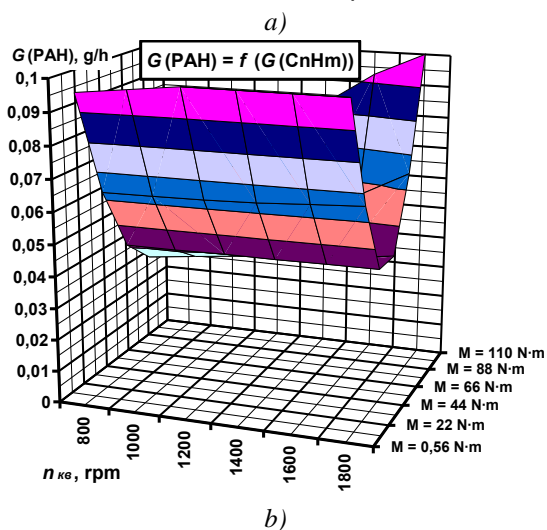 a)
G (PAH), g/h
G (PAH) = f (G (CnHm))
0,1
0,09
0,08
0,07
0,06
0,05
0,04
0,03
0,02
0,01
0
M = 110 N·m
M = 88 N·m
M = 66 N·m
M = 44 N·m
M = 22 N·m
M = 0,56 N·m
800
1000
1200
1400
1600
1800
n кв , rpm
b)